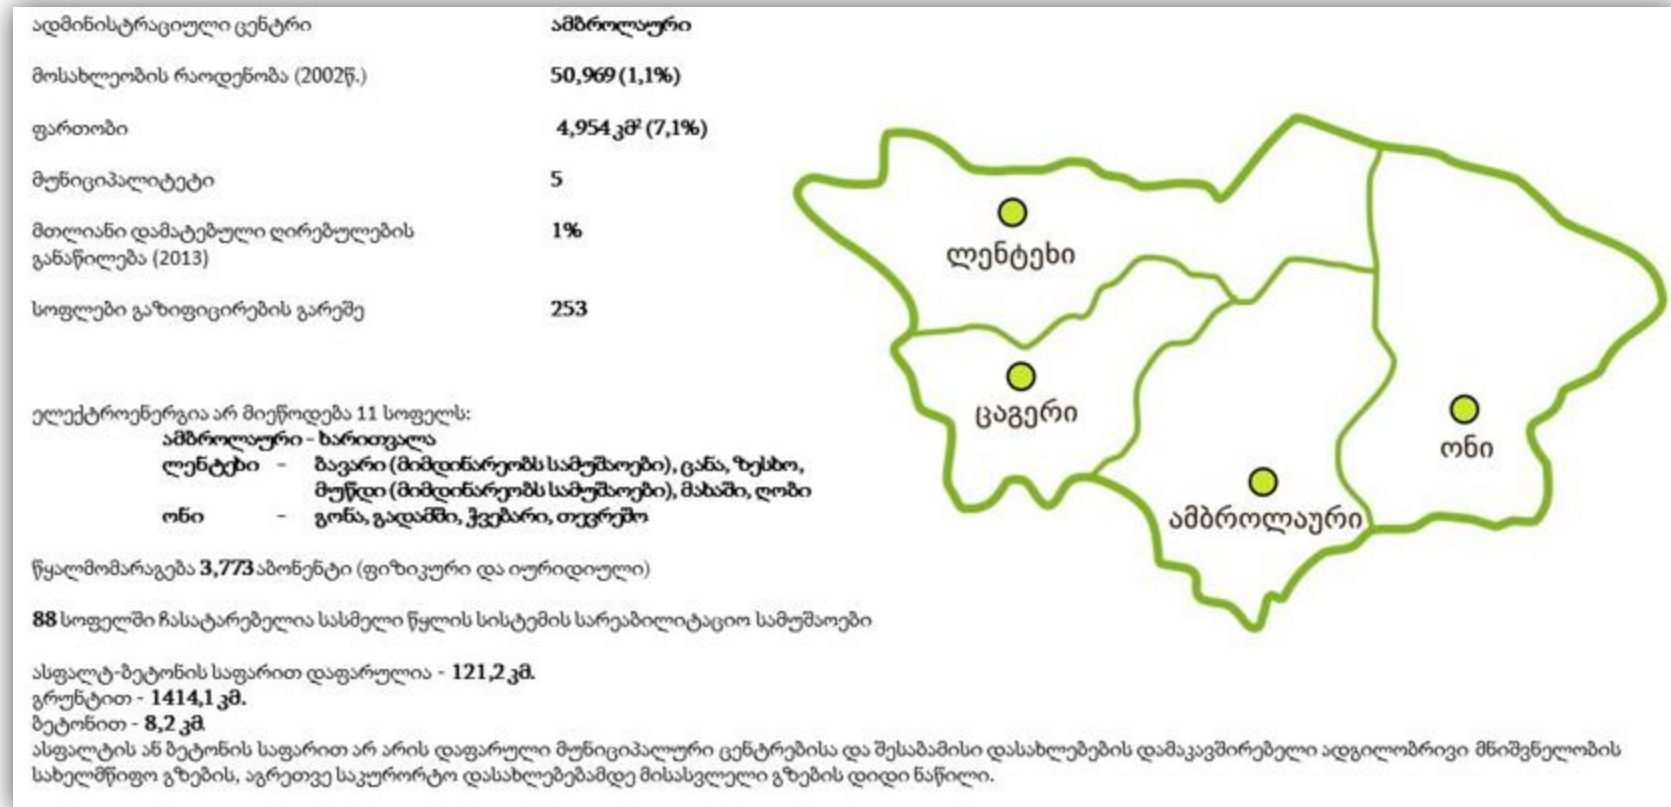 ადმინისტრაციული ცენტრი ამბროლაური
მოსახლეობის რაოდენობა (2002წ.) 50,969 (1,1%)
ფართობი 4,954 კმ² (7,1%)
მუნიციპალიტეტი 5
მთლიანი დამატებული ღირებულების განაწილება (2013) 1%
სოფლები გაზიფიცირების გარეშე 253
ელექტროენერგია არ მიეწოდება 11 სოფელს:
ამბროლაური - ხარითვალა
ლენტეხი - ბავარი (მიმდინარეობს სამუშაოები), ცანა, ზესხო,
მუწდი (მიმდინარეობს სამუშაოები), მახაში, ღობი
ონი - გონა, გადამში, ჭვებარი, თევრეშო
წყალმომარაგება 3,773 აბონენტი (ფიზიკური და იურიდიული)
88 სოფელში ჩასატარებელია სასმელი წყლის სისტემის სარეაბილიტაციო სამუშაოები
ასფალტ-ბეტონის საფარით დაფარულია - 121,2 კმ.
გრუნტით - 1414,1 კმ.
ბეტონით - 8,2 კმ
ასფალტის ან ბეტონის საფარით არ არის დაფარული მუნიციპალური ცენტრებისა და შესაბამისი დასახლებების დამაკავშირებელი ადგილობრივი მნიშვნელობის
სახელმწიფო გზების, აგრეთვე საკურორტო დასახლებებამდე მისასვლელი გზების დიდი ნაწილი.
ლენტეხი
ცაგერი
ონი
ამბროლაური